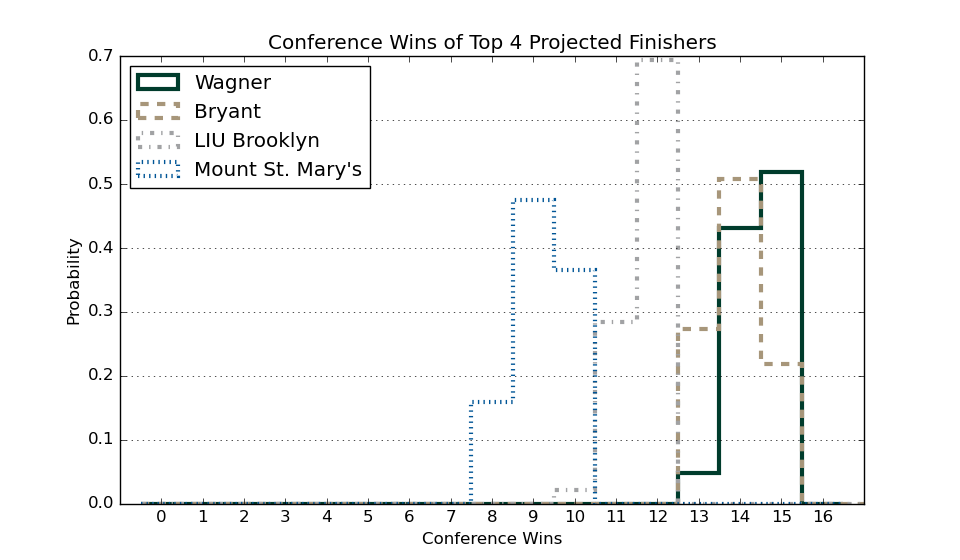 Conference Wins of Top 4 Projected Finishers
0.7
0.6
0.5
0.4
0.3
0.2
0.1
0.0
Probability
Wagner
Bryant
LIU Brooklyn
Mount St. Mary's
0 1 2 3 4 5 6 7 8 9 10 11 12 13 14 15 16
Conference Wins